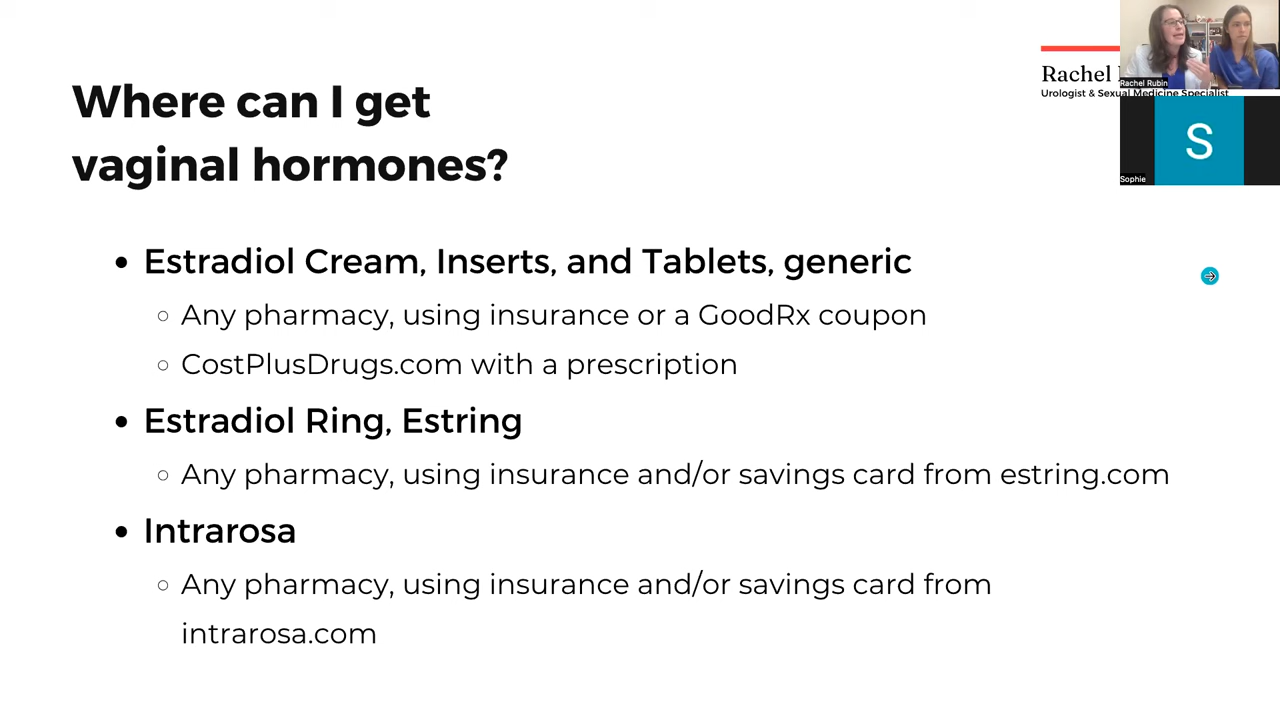 Where can I get
vaginal hormones?
Rachel
Urologist & Sexual Medicine Specialist
Rachel Rubin
S
Sophie
Estradiol Cream, Inserts, and Tablets, generic
Any pharmacy, using insurance or a GoodRx coupon
CostPlusDrugs.com with a prescription
Estradiol Ring, Estring
Any pharmacy, using insurance and/or savings card from estring.com
Intrarosa
Any pharmacy, using insurance and/or savings card from
intrarosa.com